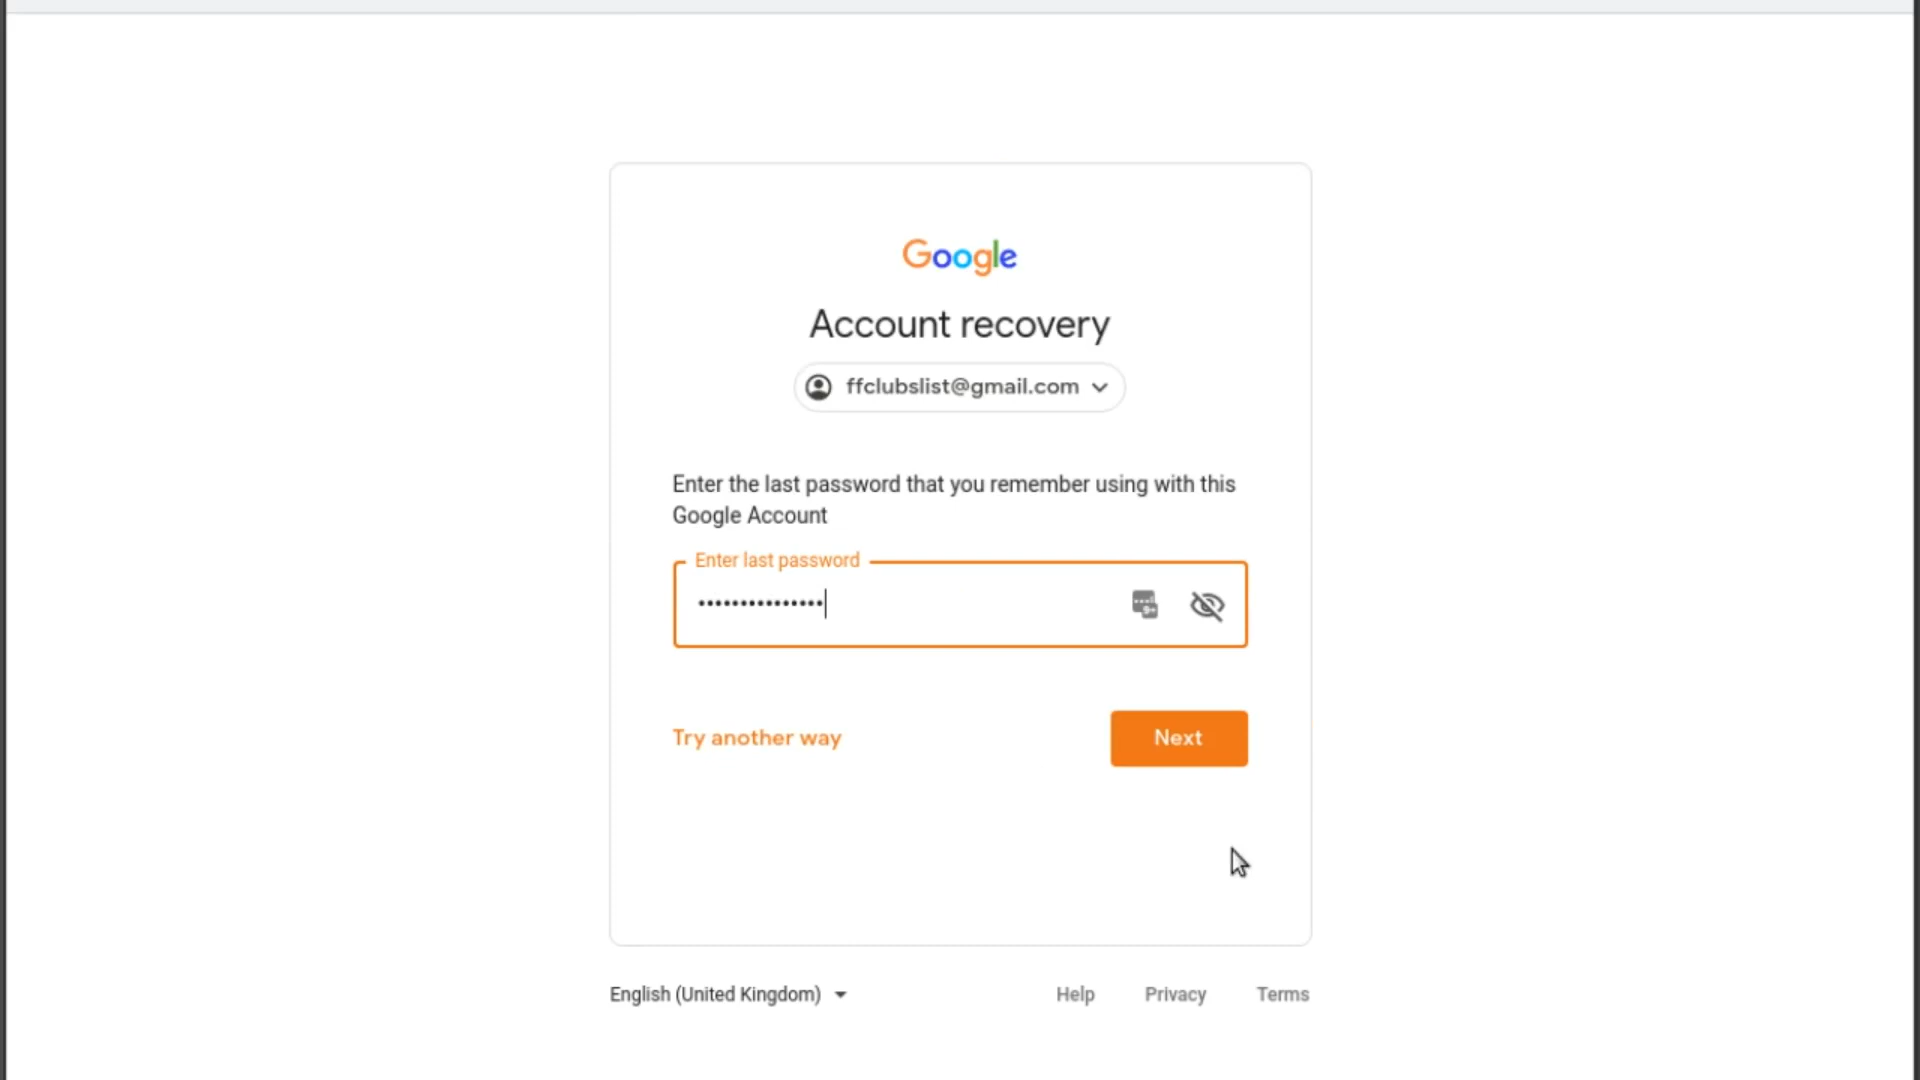 Google
Account recovery
ffclubslist@gmail.com
Enter the last password that you remember using with this
Google Account
Enter last password
•••••••••••••••
Try another way
Next
English (United Kingdom)
Help Privacy Terms